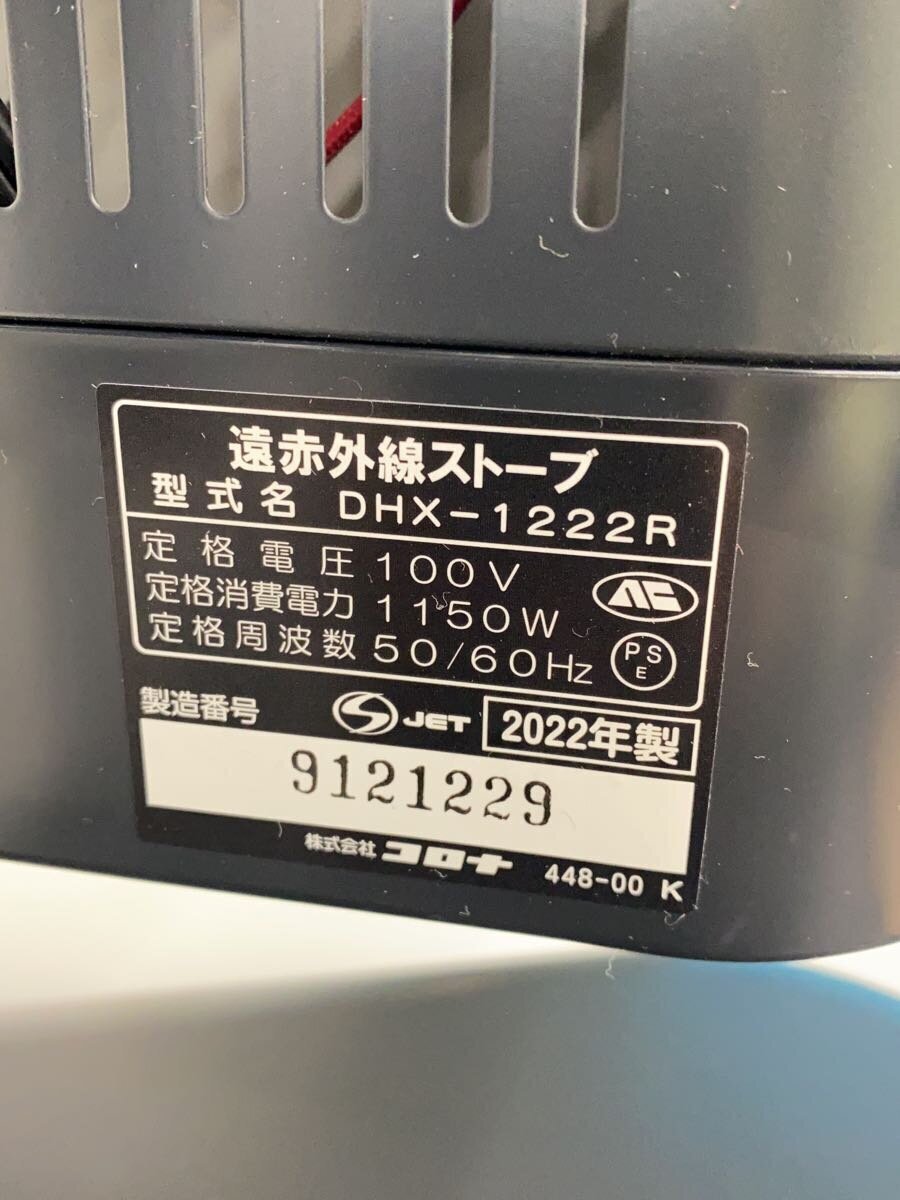 遠赤外線ストーブ
型式名 DHX-1222R
定格電圧 100V
定格消費電力 1150W
定格周波数 50/60Hz
PSE
製造番号 JET 2022年製
9121229
株式会社 コロナ 448-00 K